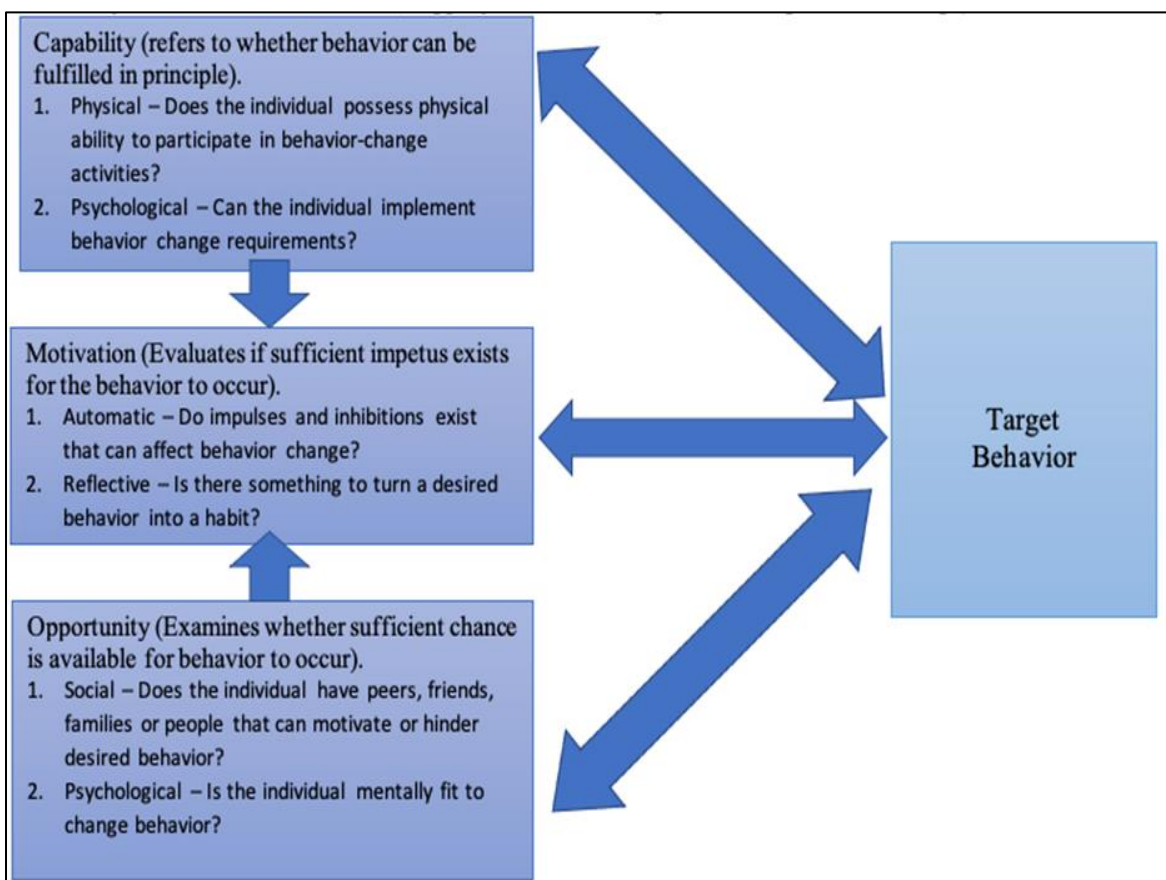 Capability (refers to whether behavior can be
fulfilled in principle).
1. Physical – Does the individual possess physical
ability to participate in behavior-change
activities?
2. Psychological – Can the individual implement
behavior change requirements?
Motivation (Evaluates if sufficient impetus exists
for the behavior to occur).
1. Automatic – Do impulses and inhibitions exist
that can affect behavior change?
2. Reflective – Is there something to turn a desired
behavior into a habit?
Opportunity (Examines whether sufficient chance
is available for behavior to occur).
1. Social – Does the individual have peers, friends,
families or people that can motivate or hinder
desired behavior?
2. Psychological – Is the individual mentally fit to
change behavior?
Target
Behavior